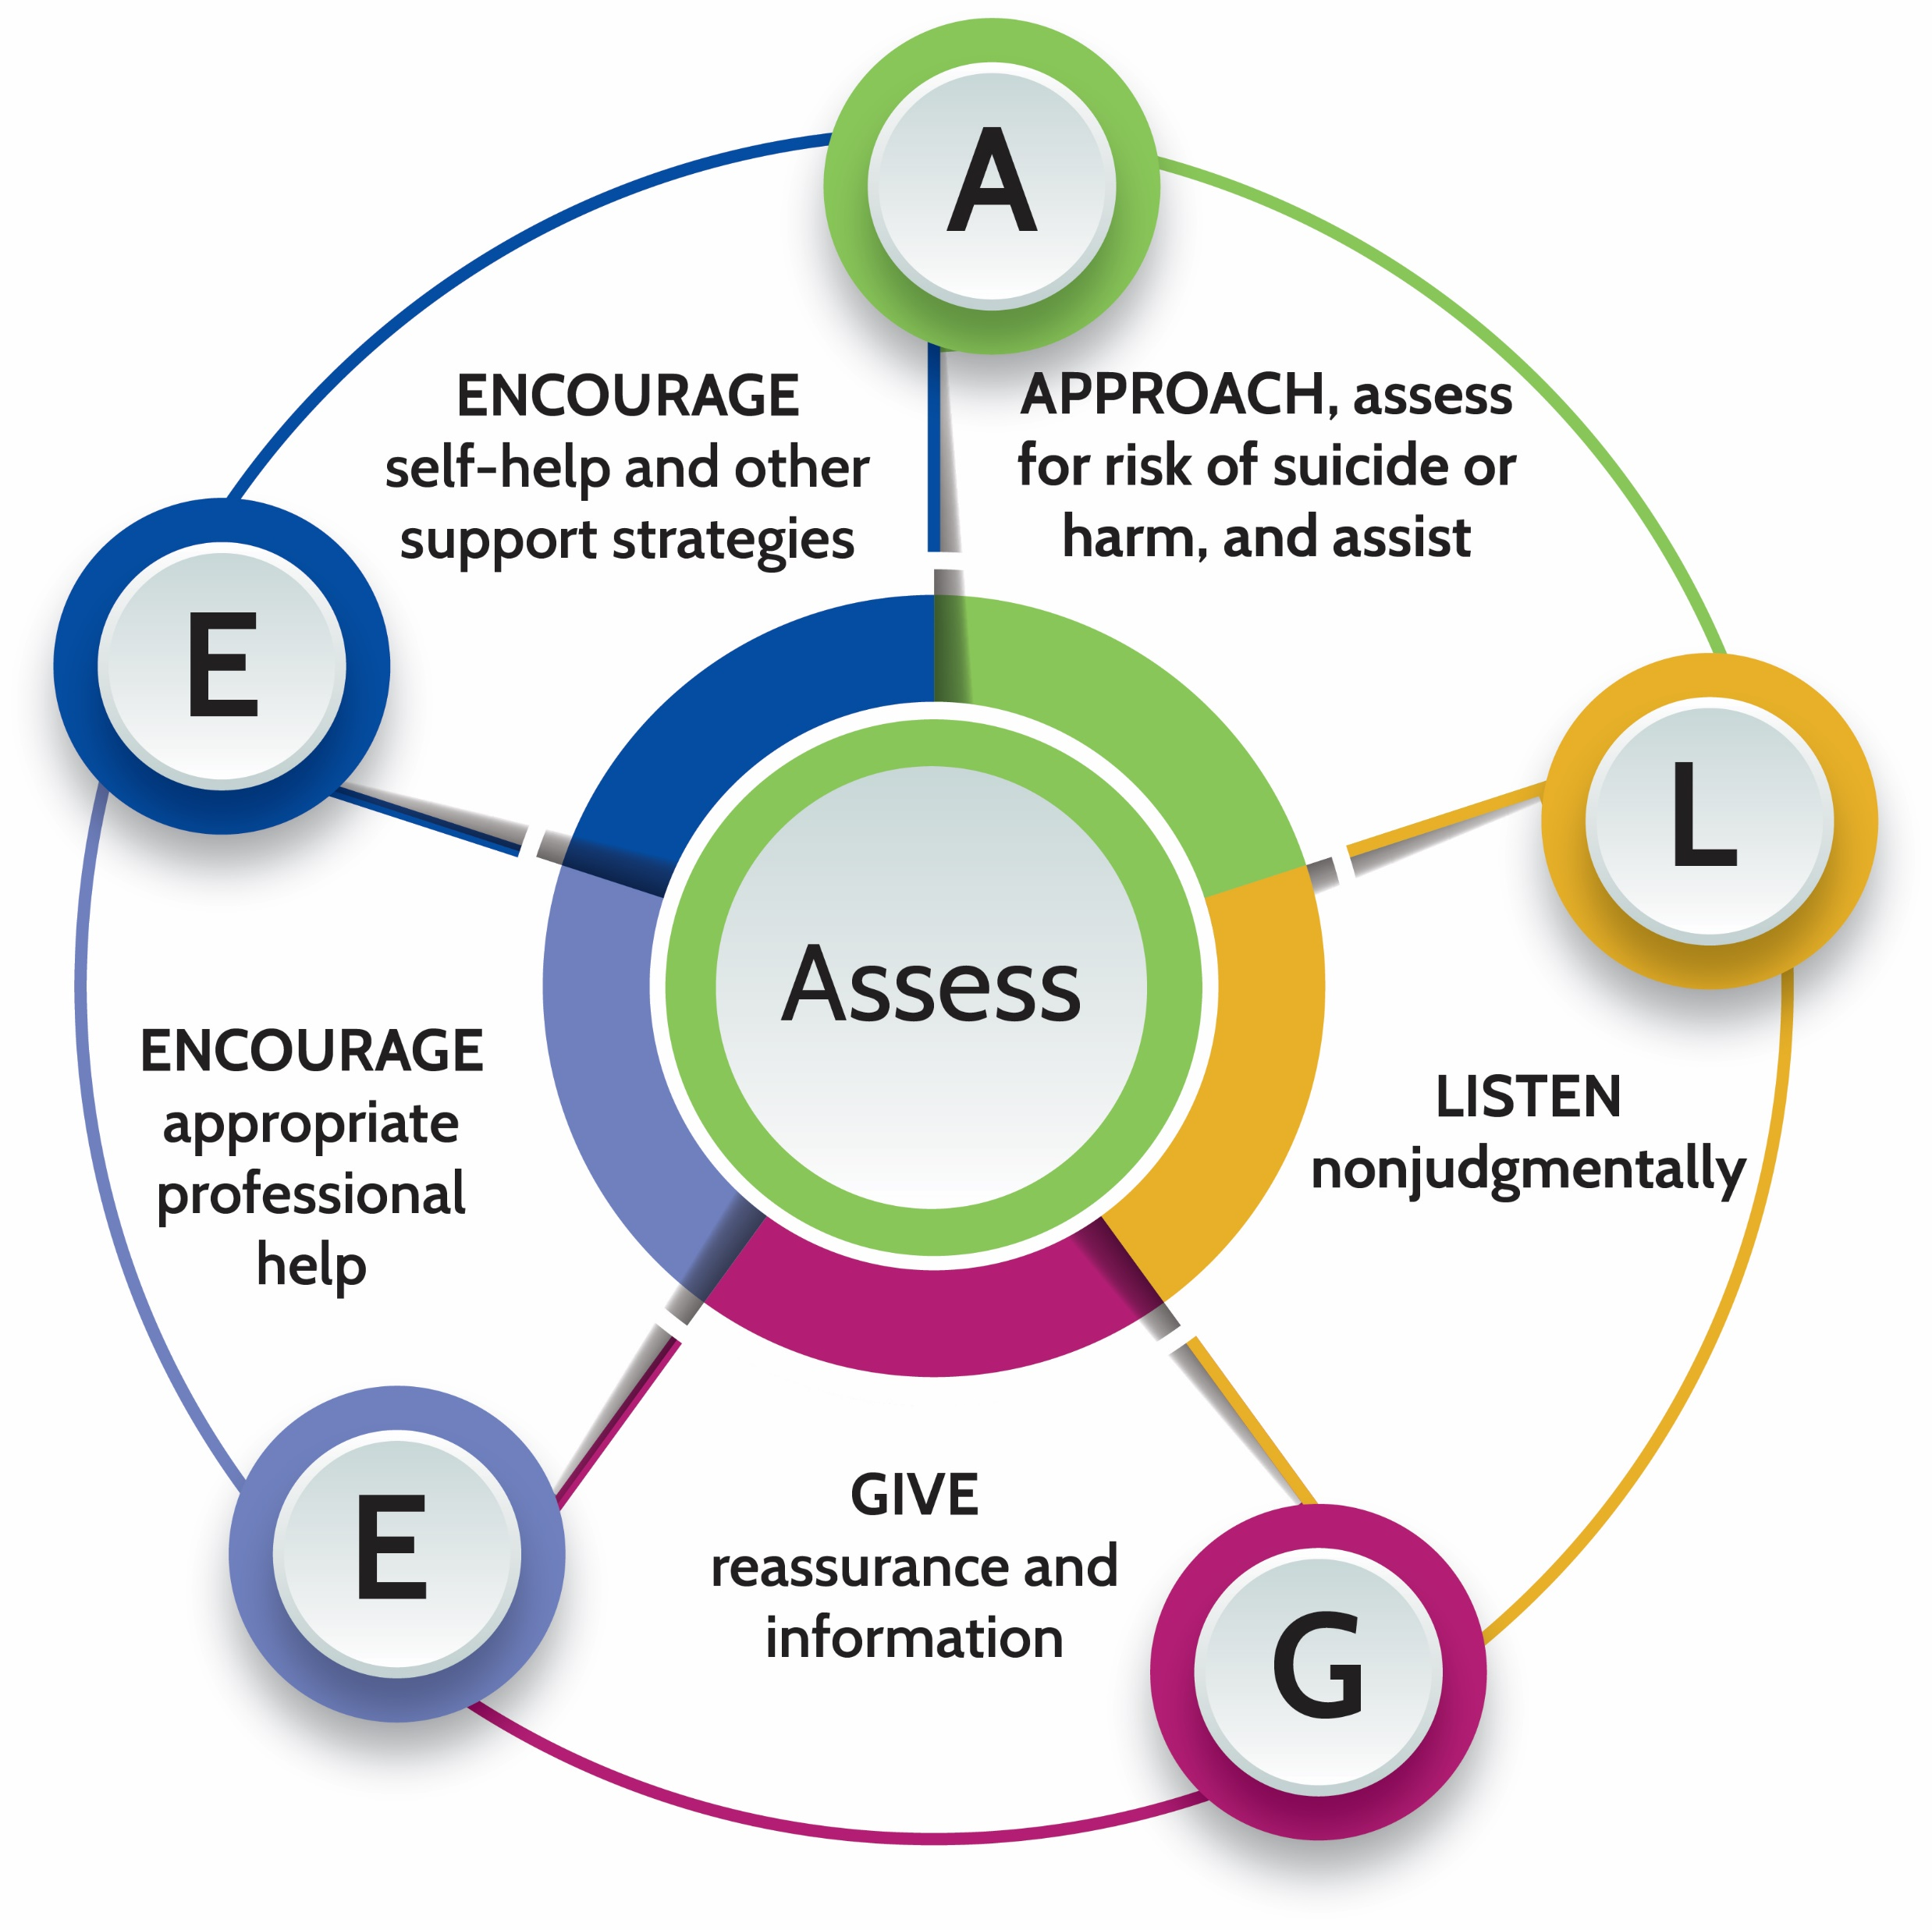 A
APPROACH, assess
for risk of suicide or
harm, and assist
L
LISTEN
nonjudgmentally
G
GIVE
reassurance and
information
E
ENCOURAGE
appropriate
professional
help
E
ENCOURAGE
self-help and other
support strategies
Assess